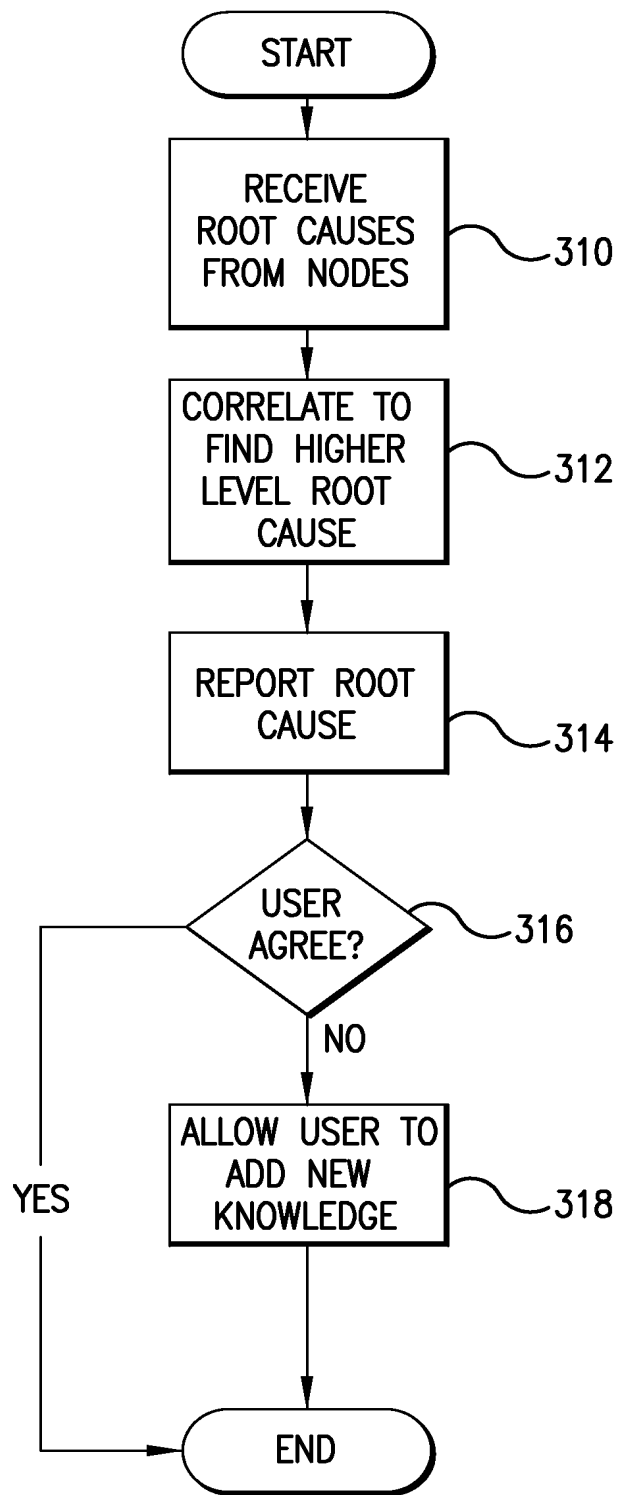 START
RECEIVE
ROOT CAUSES
FROM NODES
310
CORRELATE TO
FIND HIGHER
LEVEL ROOT
CAUSE
312
REPORT ROOT
CAUSE
314
USER
AGREE?
316
NO
ALLOW USER TO
ADD NEW
KNOWLEDGE
318
YES
END